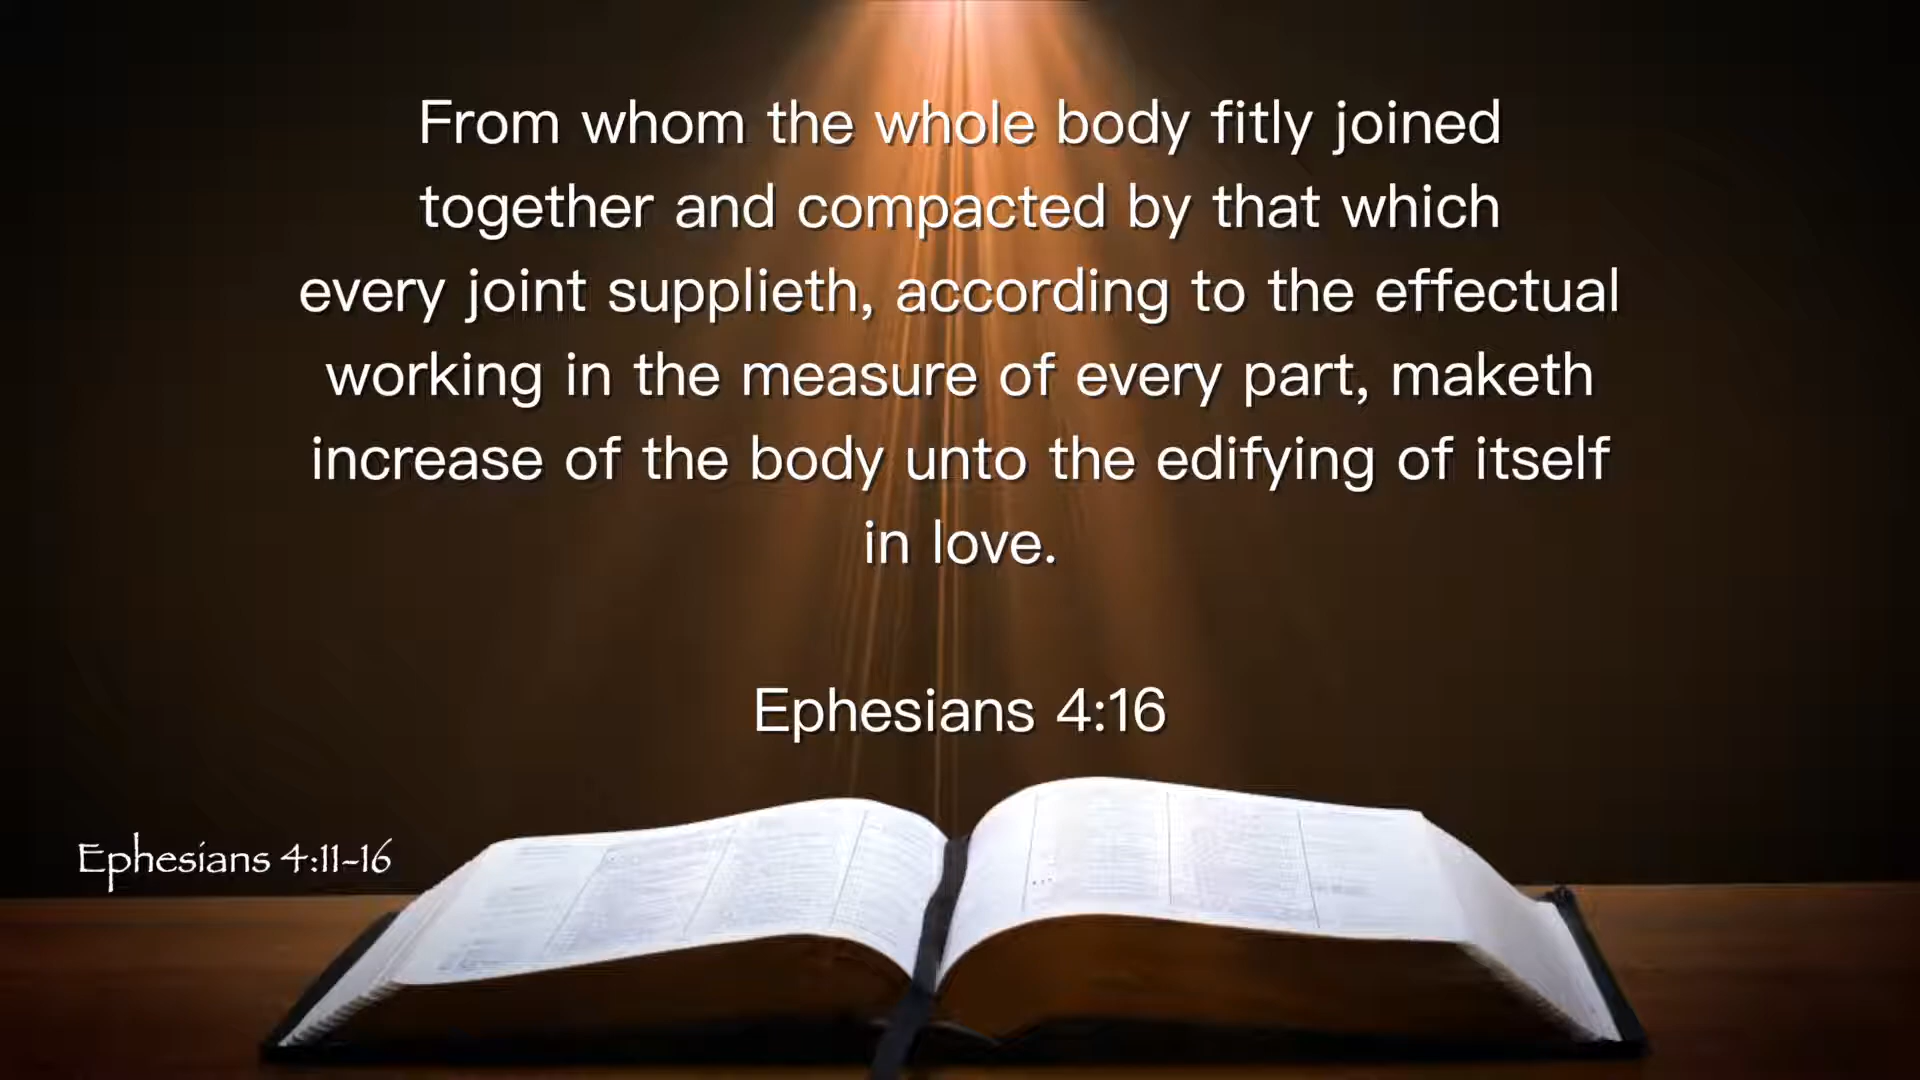 From whom the whole body fitly joined
together and compacted by that which
every joint supplieth, according to the effectual
working in the measure of every part, maketh
increase of the body unto the edifying of itself
in love.
Ephesians 4:16
Ephesians 4:11-16